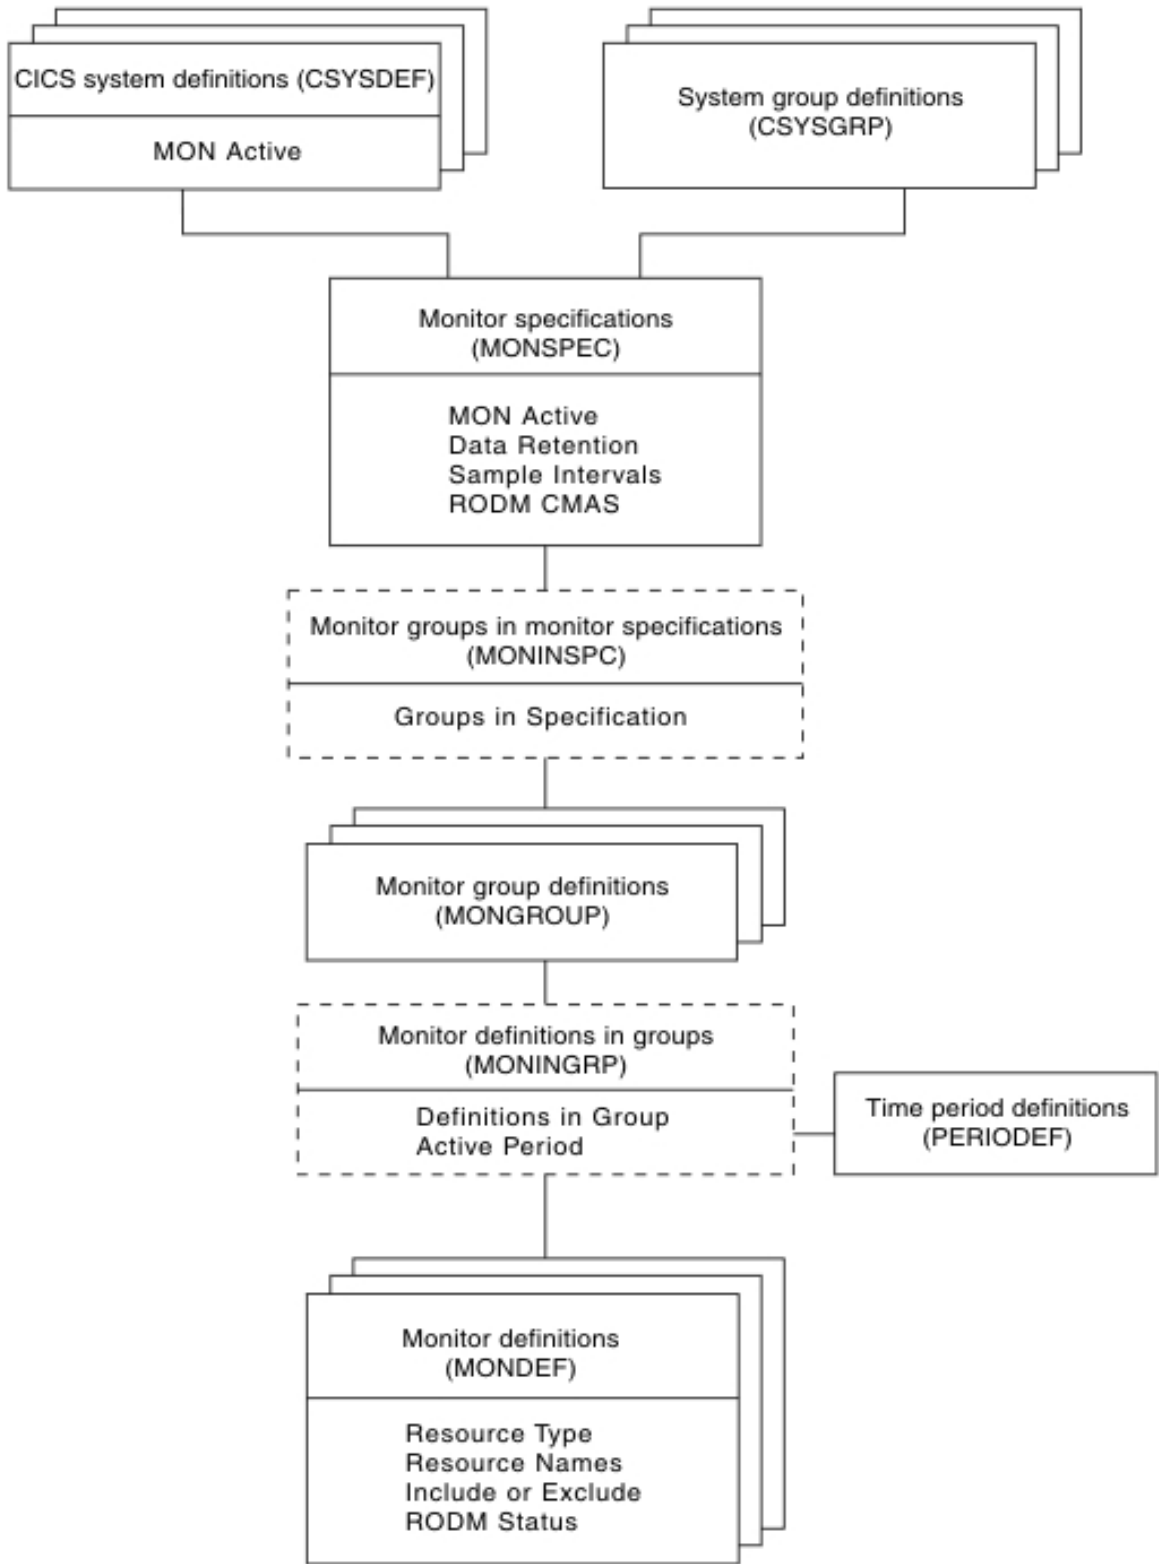 CICS system definitions (CSYSDEF)
MON Active
System group definitions
(CSYSGRP)
Monitor specifications
(MONSPEC)
MON Active
Data Retention
Sample Intervals
RODM CMAS
Monitor groups in monitor specifications
(MONINSPC)
Groups in Specification
Monitor group definitions
(MONGROUP)
Monitor definitions in groups
(MONINGRP)
Definitions in Group
Active Period
Time period definitions
(PERIODEF)
Monitor definitions
(MONDEF)
Resource Type
Resource Names
Include or Exclude
RODM Status